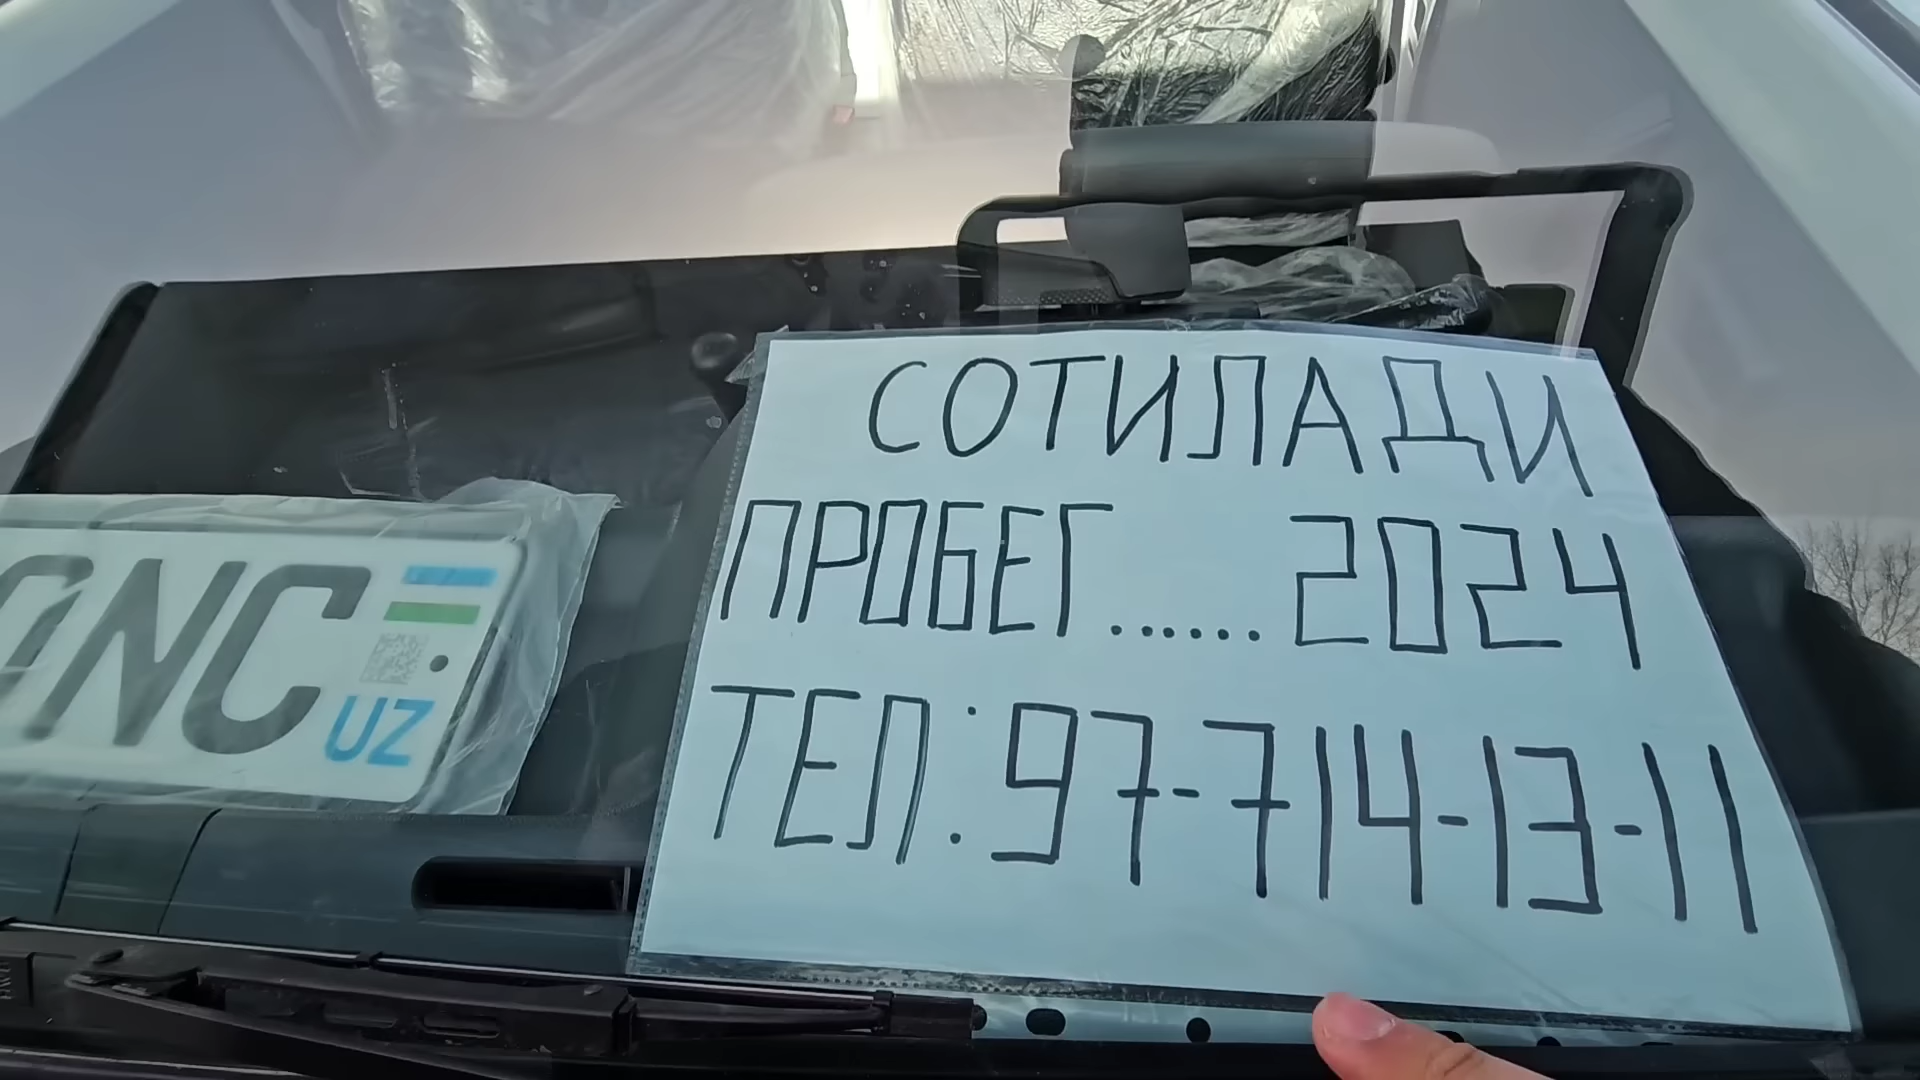 СОТИЛАДИ
ПРОБЕГ...... 2024
ТЕЛ: 97-714-13-11
NC
UZ